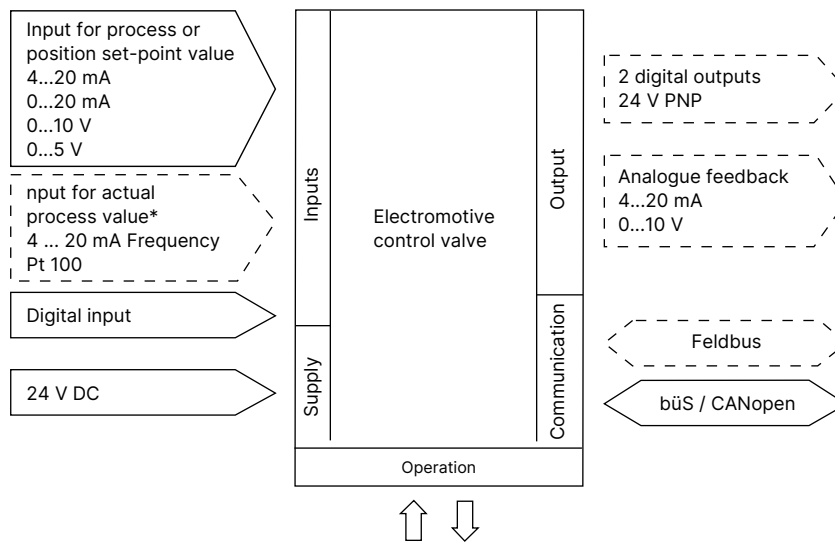 Input for process or
position set-point value
4...20 mA
0...20 mA
0...10 V
0...5 V
nput for actual
process value*
4 ... 20 mA Frequency
Pt 100
Digital input
24 V DC
Inputs
Supply
Electromotive
control valve
Output
Communication
Operation
2 digital outputs
24 V PNP
Analogue feedback
4...20 mA
0...10 V
Feldbus
büS / CANopen